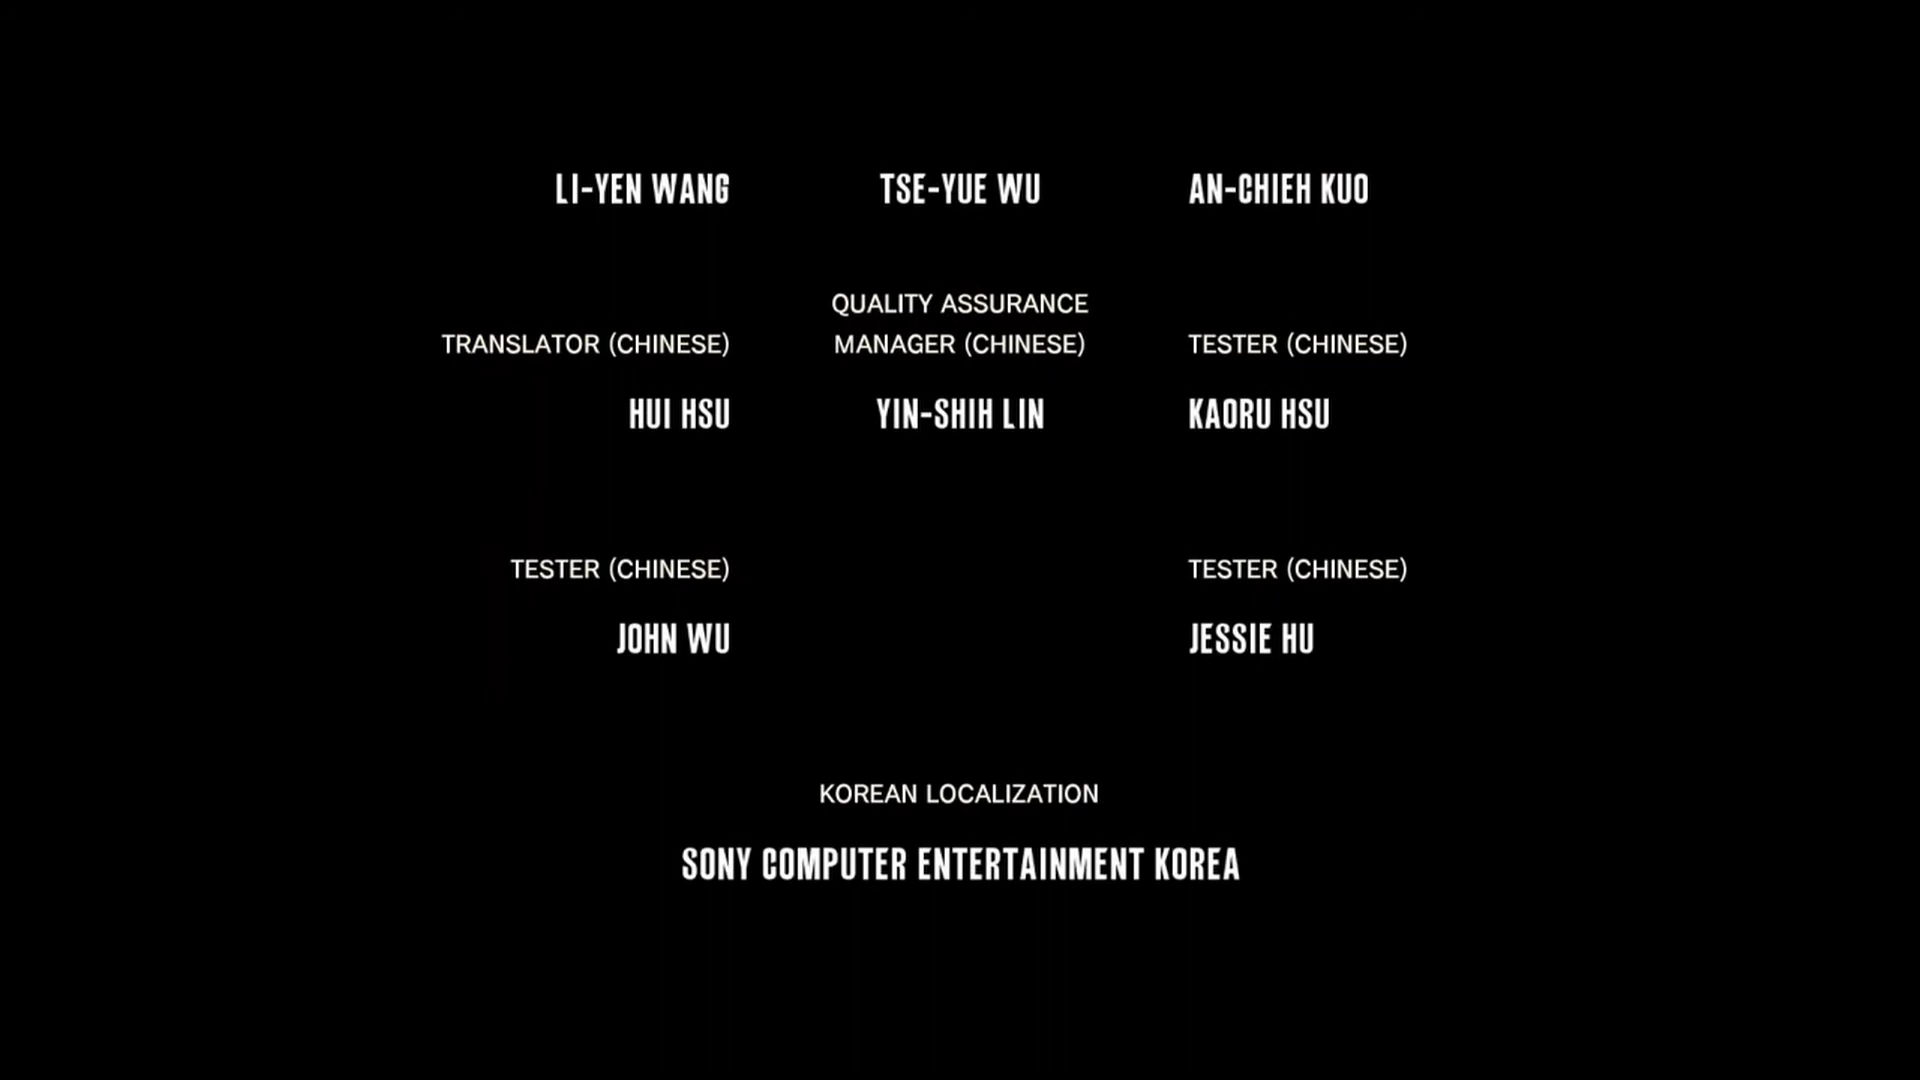 LI-YEN WANG
TSE-YUE WU
AN-CHIEH KUO
TRANSLATOR (CHINESE)
HUI HSU
QUALITY ASSURANCE
MANAGER (CHINESE)
YIN-SHIH LIN
TESTER (CHINESE)
KAORU HSU
TESTER (CHINESE)
JOHN WU
TESTER (CHINESE)
JESSIE HU
KOREAN LOCALIZATION
SONY COMPUTER ENTERTAINMENT KOREA